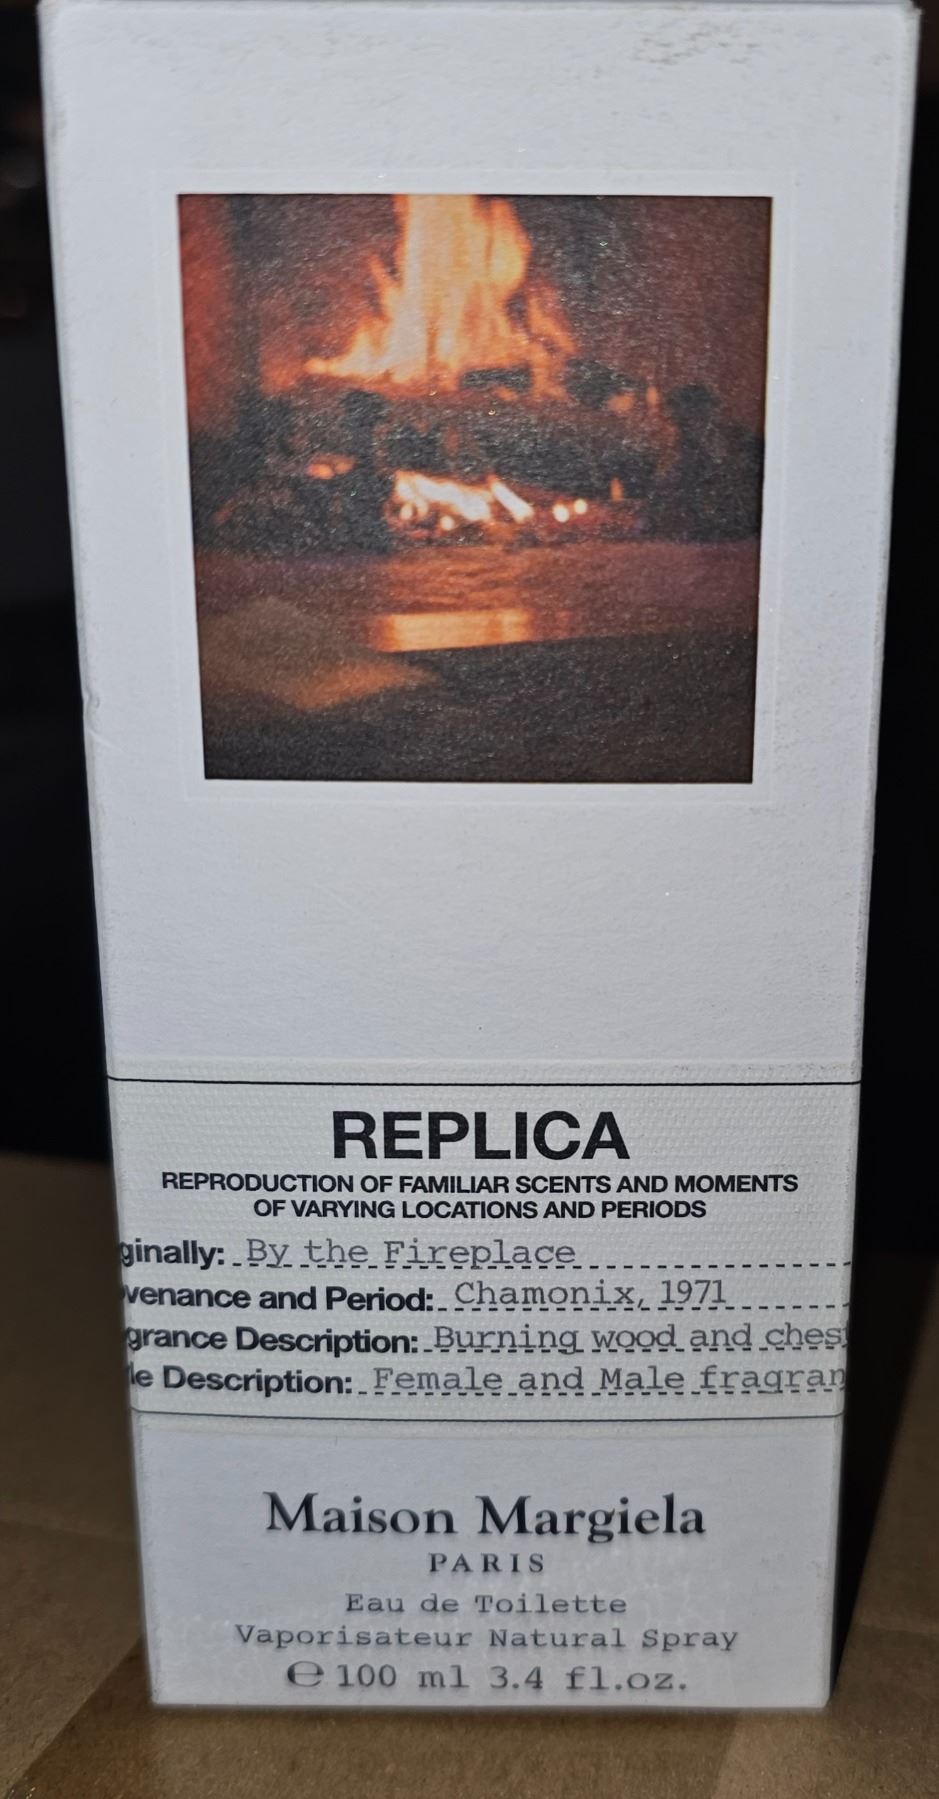 REPLICA
REPRODUCTION OF FAMILIAR SCENTS AND MOMENTS
OF VARYING LOCATIONS AND PERIODS
ginally: By the Fireplace
venance and Period: Chamonix, 1971
grance Description: Burning wood and ches
le Description: Female and Male fragran
Maison Margiela
PARIS
Eau de Toilette
Vaporisateur Natural Spray
℮ 100 ml 3.4 fl.oz.